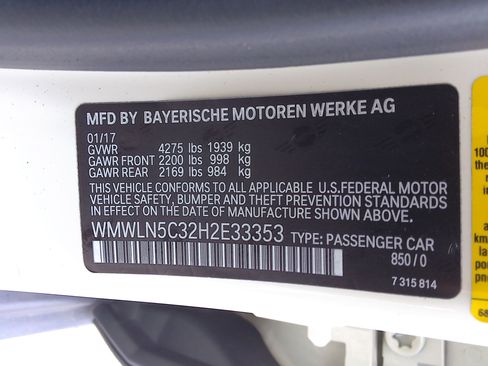 MFD BY BAYERISCHE MOTOREN WERKE AG
01/17
GVWR 4275 lbs 1939 kg
GAWR FRONT 2200 lbs 998 kg
GAWR REAR 2169 lbs 984 kg
THIS VEHICLE CONFORMS TO ALL APPLICABLE U.S.FEDERAL MOTOR
VEHICLE SAFETY, BUMPER AND THEFT PREVENTION STANDARDS
IN EFFECT ON THE DATE OF MANUFACTURE SHOWN ABOVE.
WMWLN5C32H2E33353 TYPE: PASSENGER CAR
850/0
7 315 814
100
the